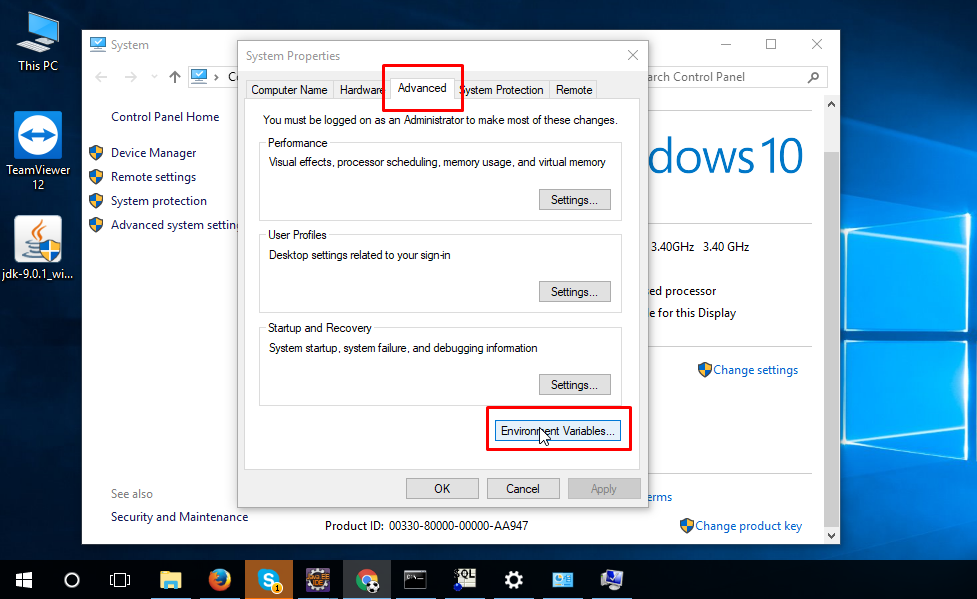 This PC
TeamViewer
12
jdk-9.0.1_wi...
System
System Properties
Computer Name
Hardware
Advanced
System Protection
Remote
arch Control Panel
Control Panel Home
Device Manager
Remote settings
System protection
Advanced system settin
See also
Security and Maintenance
You must be logged on as an Administrator to make most of these changes.
Performance
Visual effects, processor scheduling, memory usage, and virtual memory
Settings...
User Profiles
Desktop settings related to your sign-in
Settings...
Startup and Recovery
System startup, system failure, and debugging information
Settings...
Environment Variables...
OK
Cancel
Apply
dows 10
3.40GHz 3.40 GHz
ed processor
e for this Display
Change settings
erms
Product ID: 00330-80000-00000-AA947
Change product key
1
SQL